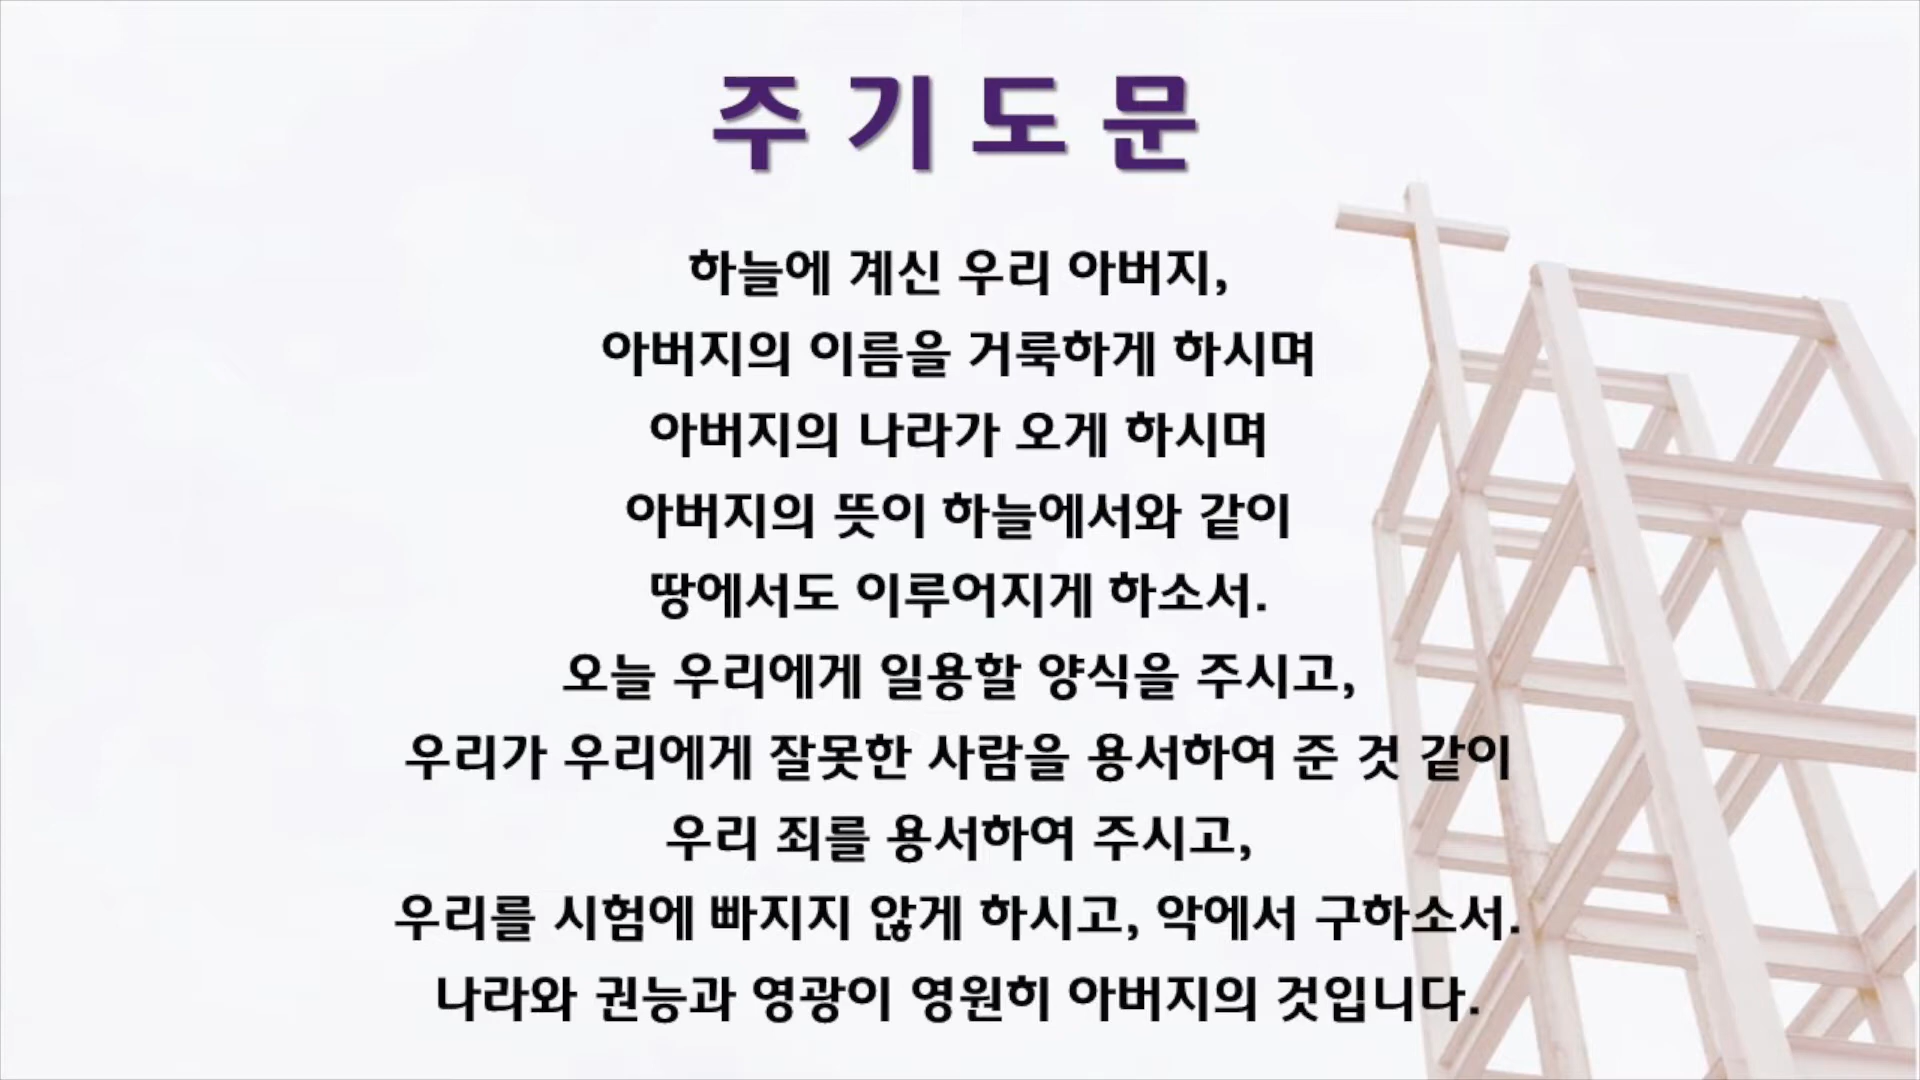 주기도문
하늘에 계신 우리 아버지,
아버지의 이름을 거룩하게 하시며
아버지의 나라가 오게 하시며
아버지의 뜻이 하늘에서와 같이
땅에서도 이루어지게 하소서.
오늘 우리에게 일용할 양식을 주시고,
우리가 우리에게 잘못한 사람을 용서하여 준 것 같이
우리 죄를 용서하여 주시고,
우리를 시험에 빠지지 않게 하시고, 악에서 구하소서.
나라와 권능과 영광이 영원히 아버지의 것입니다.